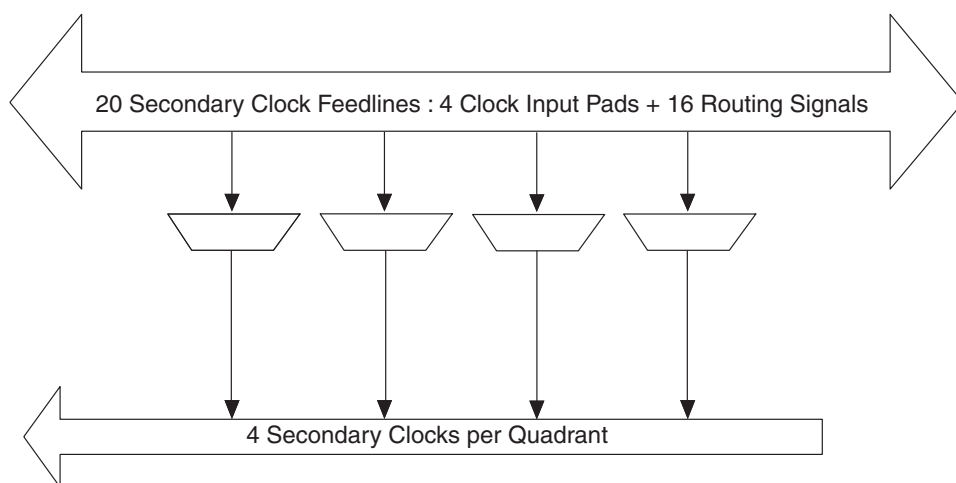 20 Secondary Clock Feedlines : 4 Clock Input Pads + 16 Routing Signals
4 Secondary Clocks per Quadrant